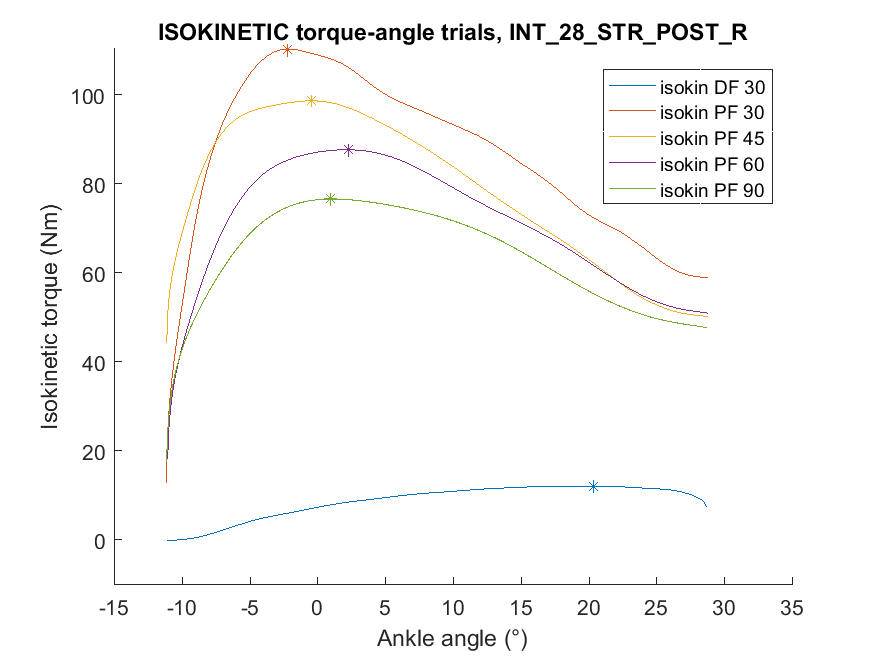 ISOKINETIC torque-angle trials, INT_28_STR_POST_R
isokin DF 30
isokin PF 30
isokin PF 45
isokin PF 60
isokin PF 90
Isokinetic torque (Nm)
100
80
60
40
20
0
-15 -10 -5 0 5 10 15 20 25 30 35
Ankle angle (°)